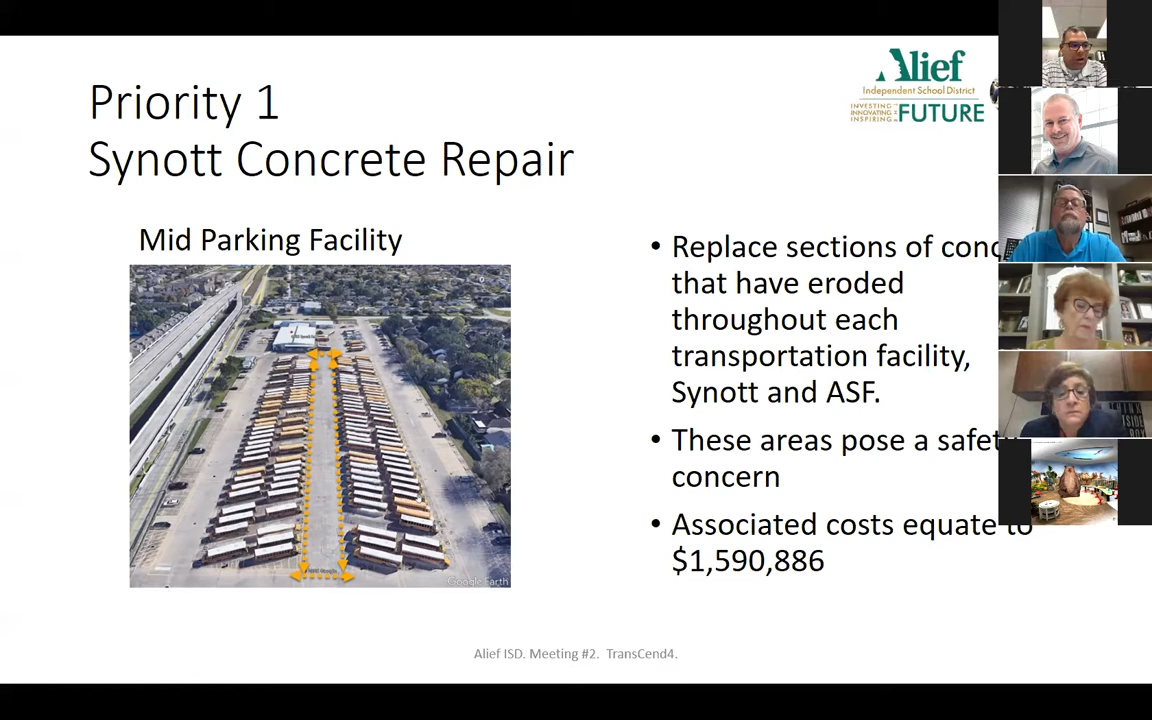 Priority 1
Synott Concrete Repair
Alief
Independent School District
INVESTING
INNOVATING
INSPIRING
FUTURE
Mid Parking Facility
Google Earth
• Replace sections of conc
that have eroded
throughout each
transportation facility,
Synott and ASF.
• These areas pose a safety
concern
• Associated costs equate to
$1,590,886
Alief ISD. Meeting #2. TransCend4.